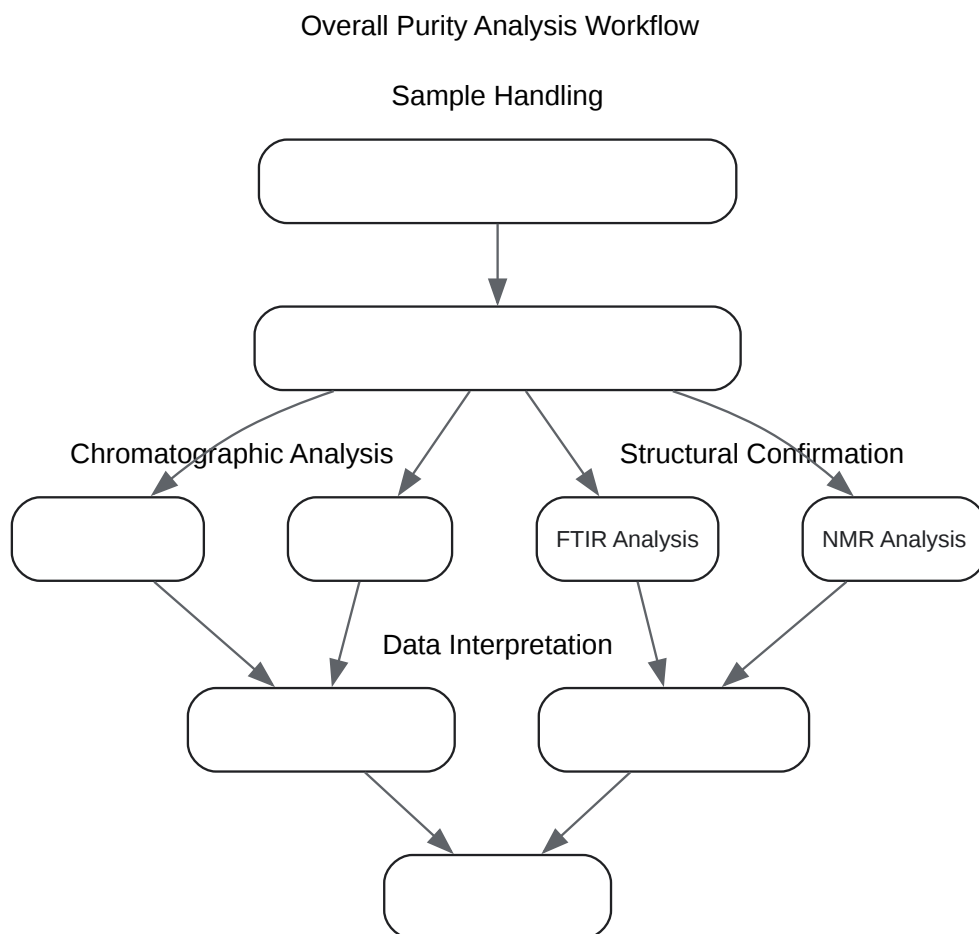 Overall Purity Analysis Workflow
Sample Handling
Chromatographic Analysis
Structural Confirmation
FTIR Analysis
NMR Analysis
Data Interpretation